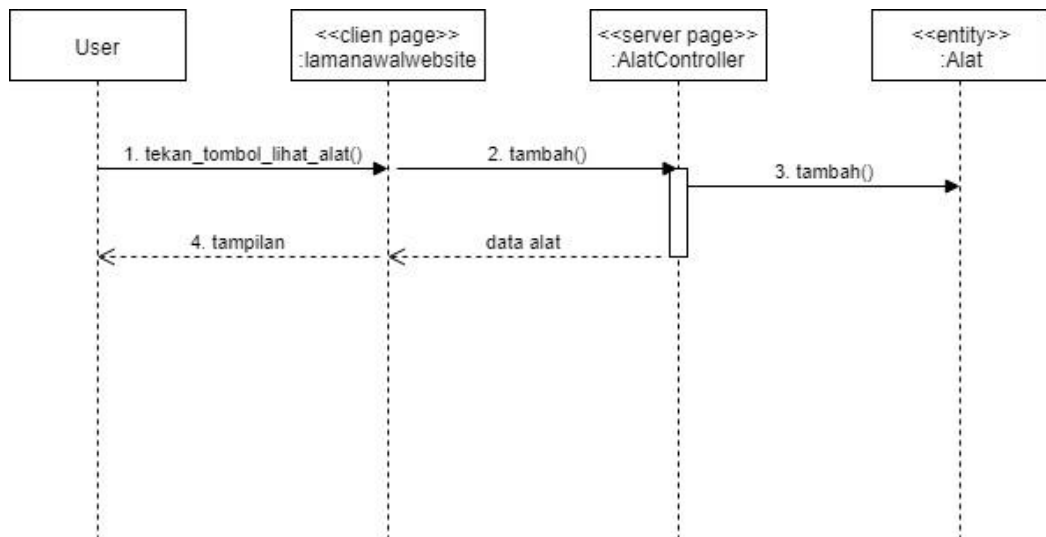 User
<<clien page>>
:lamanawalwebsite
<<server page>>
:AlatController
<<entity>>
:Alat
1. tekan_tombol_lihat_alat()
2. tambah()
3. tambah()
4. tampilan
data alat